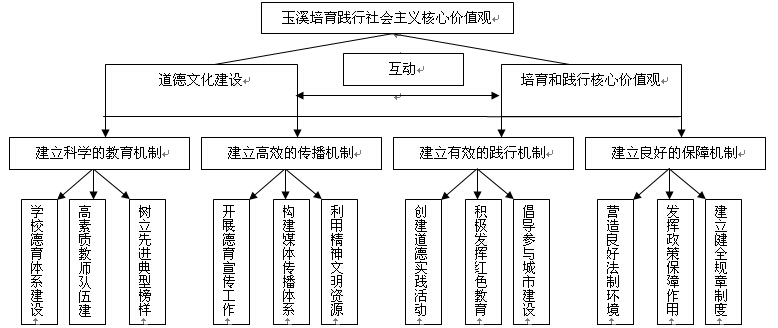 玉溪培育践行社会主义核心价值观
道德文化建设
互动
培育和践行核心价值观
建立科学的教育机制
建立高效的传播机制
建立有效的践行机制
建立良好的保障机制
学校德育体系建设
高素质教师队伍建
树立先进典型榜样
开展德育宣传工作
构建媒体传播体系
利用精神文明资源
创建道德实践活动
积极发挥红色教育
倡导参与城市建设
营造良好法制环境
发挥政策保障作用
建立健全规章制度